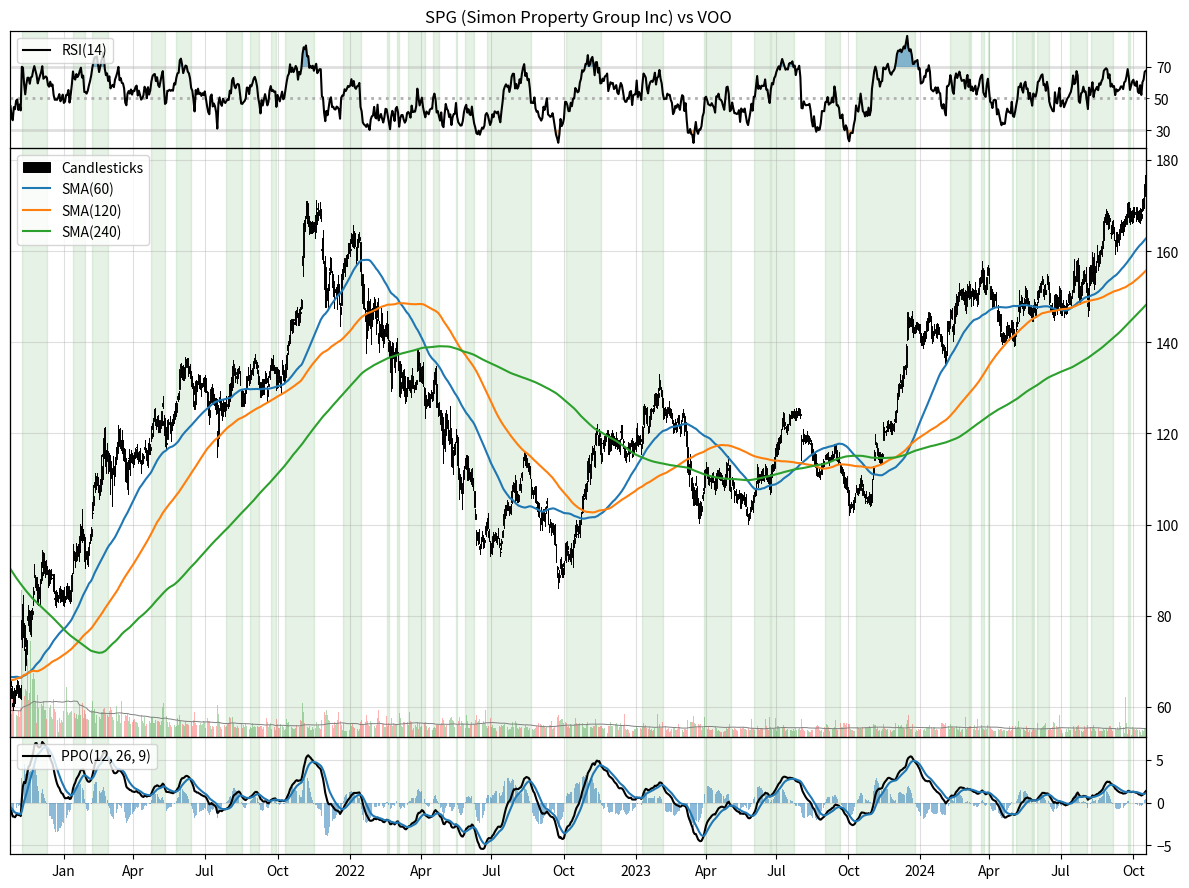 SPG (Simon Property Group Inc) vs VOO
RSI(14)
70
50
30
Candlesticks
SMA(60)
SMA(120)
SMA(240)
180
160
140
120
100
80
60
PPO(12, 26, 9)
5
0
−5
Jan Apr Jul Oct 2022 Apr Jul Oct 2023 Apr Jul Oct 2024 Apr Jul Oct